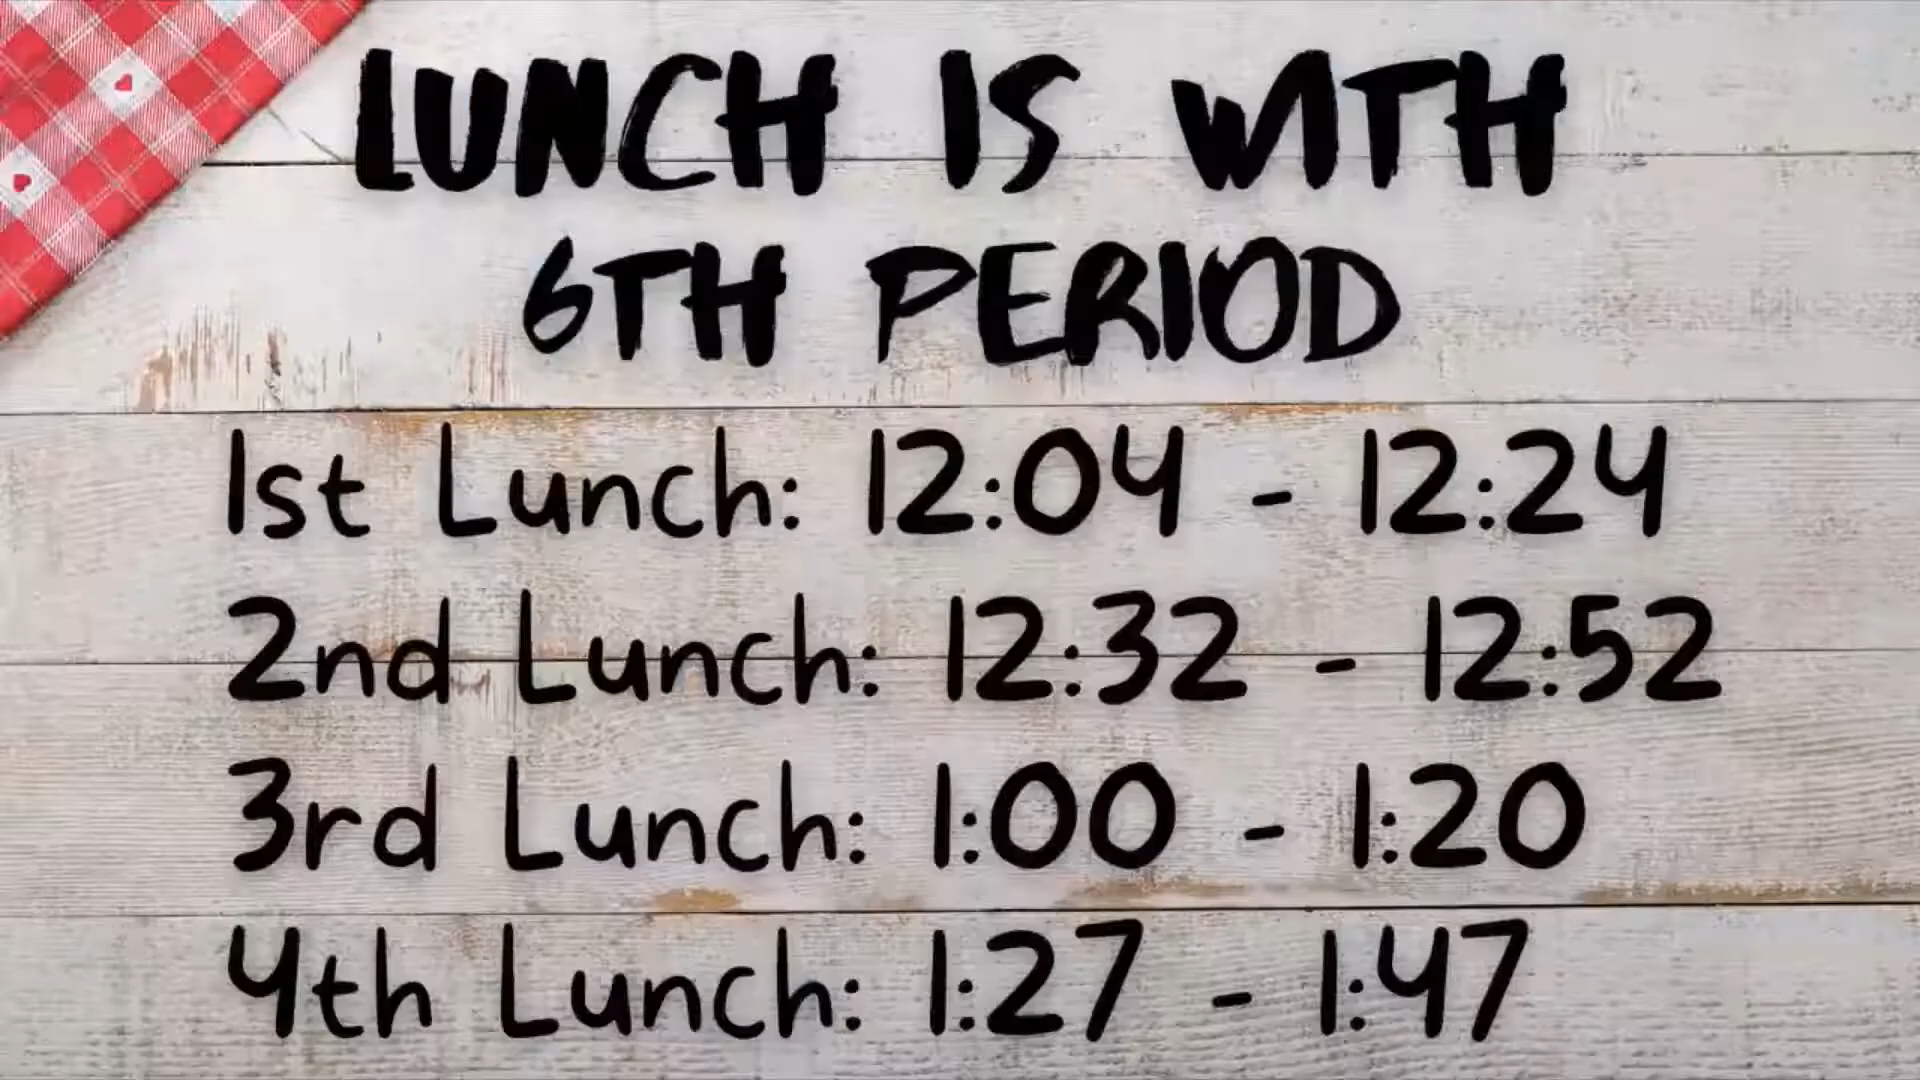 LUNCH IS WITH
6TH PERIOD
1st Lunch: 12:04 - 12:24
2nd Lunch: 12:32 - 12:52
3rd Lunch: 1:00 - 1:20
4th Lunch: 1:27 - 1:47